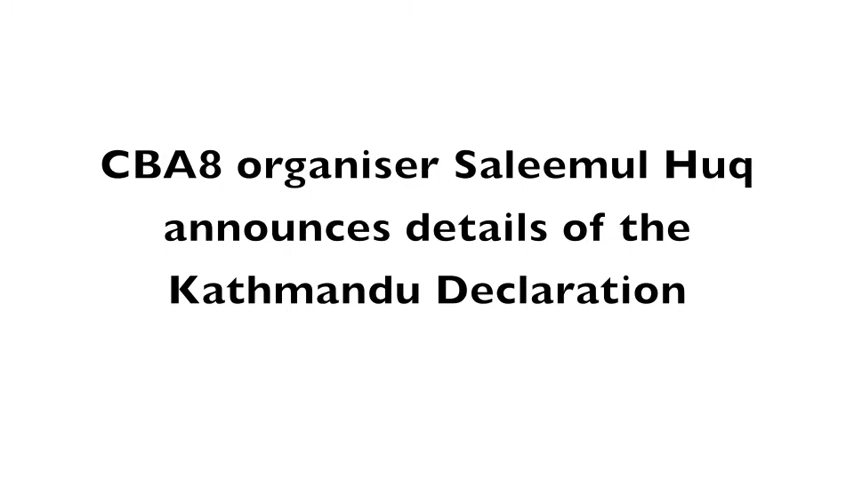 CBA8 organiser Saleemul Huq
announces details of the
Kathmandu Declaration